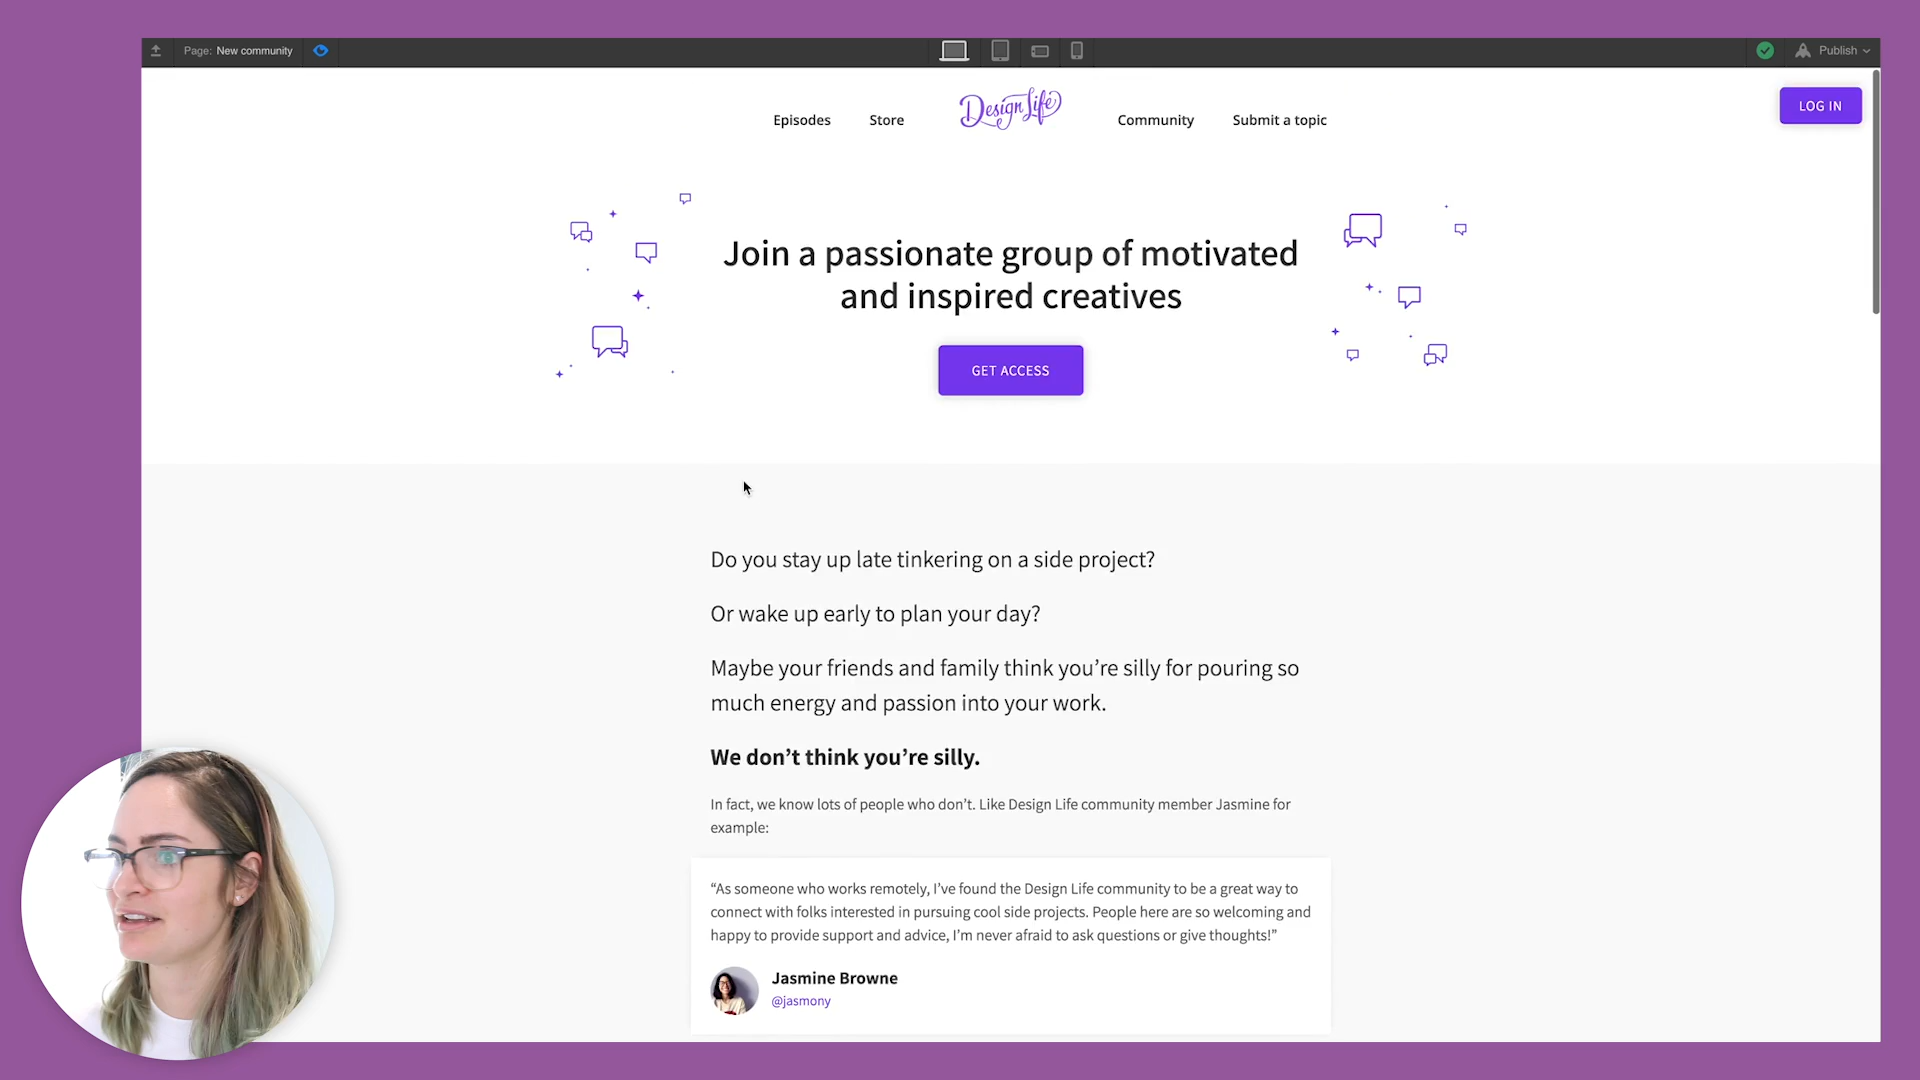 Page: New community
Publish
Episodes
Store
Design Life
Community
Submit a topic
LOG IN
Join a passionate group of motivated
and inspired creatives
GET ACCESS
Do you stay up late tinkering on a side project?
Or wake up early to plan your day?
Maybe your friends and family think you’re silly for pouring so
much energy and passion into your work.
We don’t think you’re silly.
In fact, we know lots of people who don’t. Like Design Life community member Jasmine for
example:
“As someone who works remotely, I’ve found the Design Life community to be a great way to
connect with folks interested in pursuing cool side projects. People here are so welcoming and
happy to provide support and advice, I’m never afraid to ask questions or give thoughts!”
Jasmine Browne
@jasmony